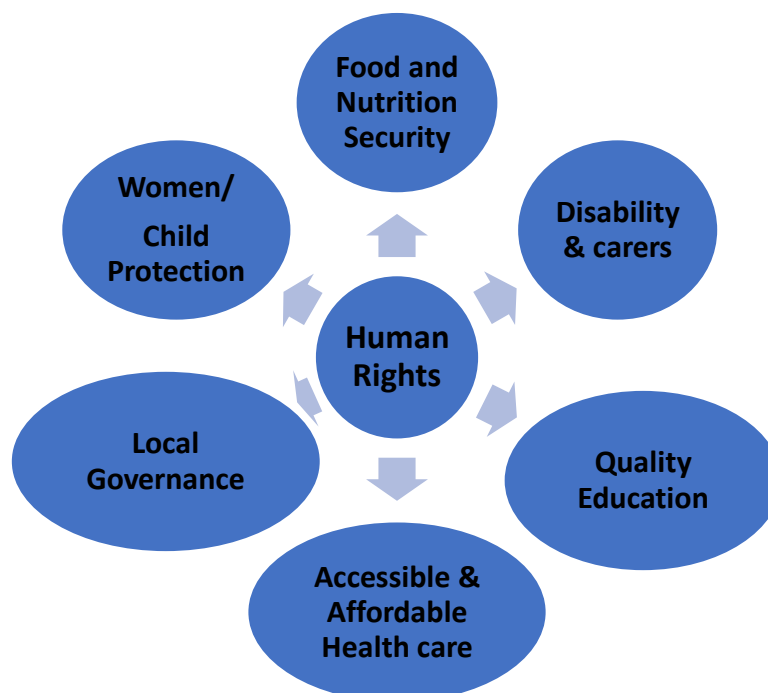 Food and
Nutrition
Security
Women/
Child
Protection
Disability
& carers
Human
Rights
Local
Governance
Quality
Education
Accessible &
Affordable
Health care